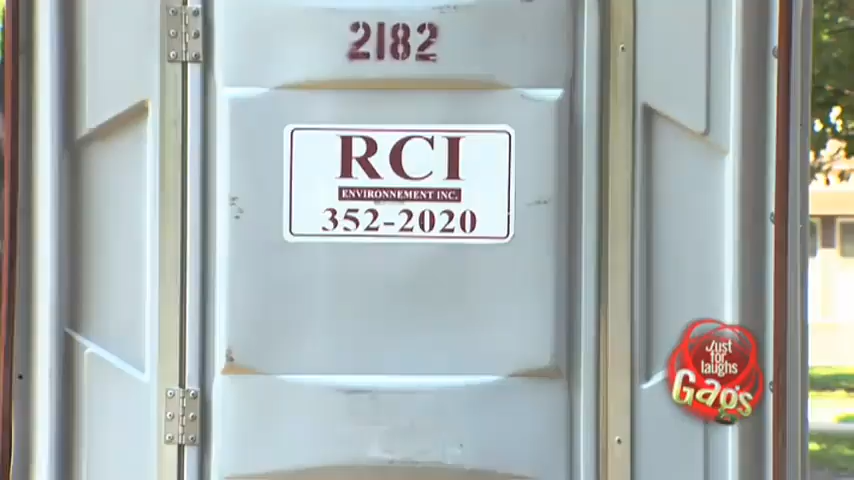 2182
RCI
ENVIRONNEMENT INC.
352-2020
Just
for
laughs
Gags